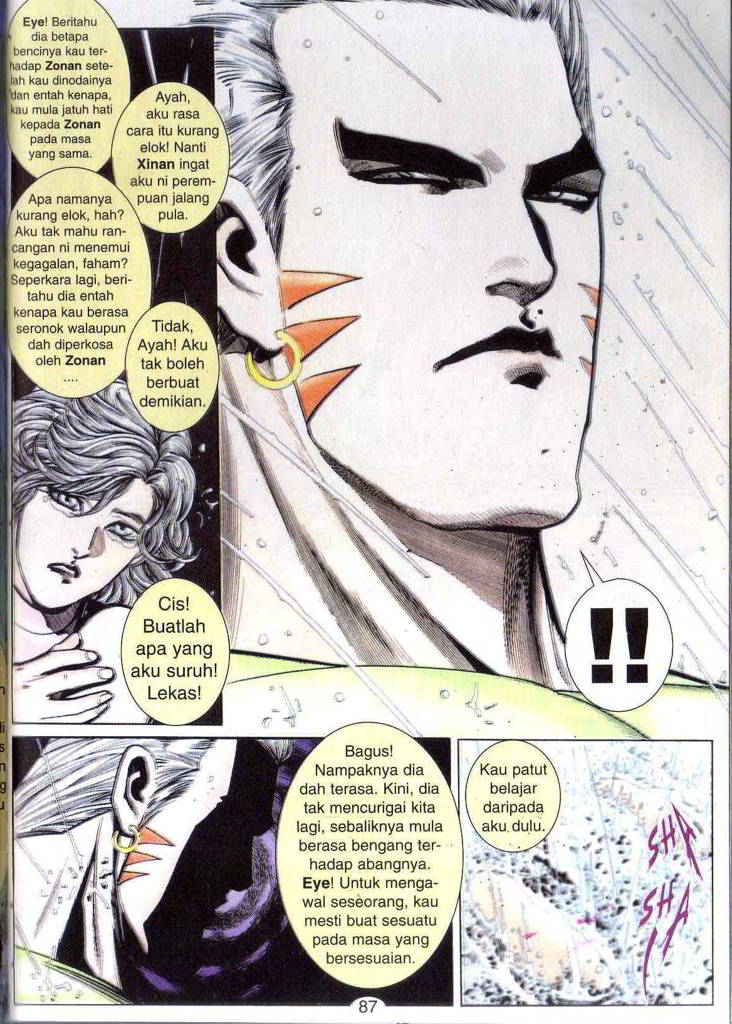 Eye! Beritahu
dia betapa
bencinya kau ter-
hadap Zonan sete-
lah kau dinodainya
dan entah kenapa,
kau mula jatuh hati
kepada Zonan
pada masa
yang sama.
Ayah,
aku rasa
cara itu kurang
elok! Nanti
Xinan ingat
aku ni perem-
puan jalang
pula.
Apa namanya
kurang elok, hah?
Aku tak mahu ran-
cangan ni menemui
kegagalan, faham?
Seperkara lagi, beri-
tahu dia entah
kenapa kau berasa
seronok walaupun
dah diperkosa
oleh Zonan
....
Tidak,
Ayah! Aku
tak boleh
berbuat
demikian.
Cis!
Buatlah
apa yang
aku suruh!
Lekas!
!!
Bagus!
Nampaknya dia
dah terasa. Kini, dia
tak mencurigai kita
lagi, sebaliknya mula
berasa bengang ter-
hadap abangnya.
Eye! Untuk menga-
wal seseorang, kau
mesti buat sesuatu
pada masa yang
bersesuaian.
Kau patut
belajar
daripada
aku dulu.
SHA
SHA
87